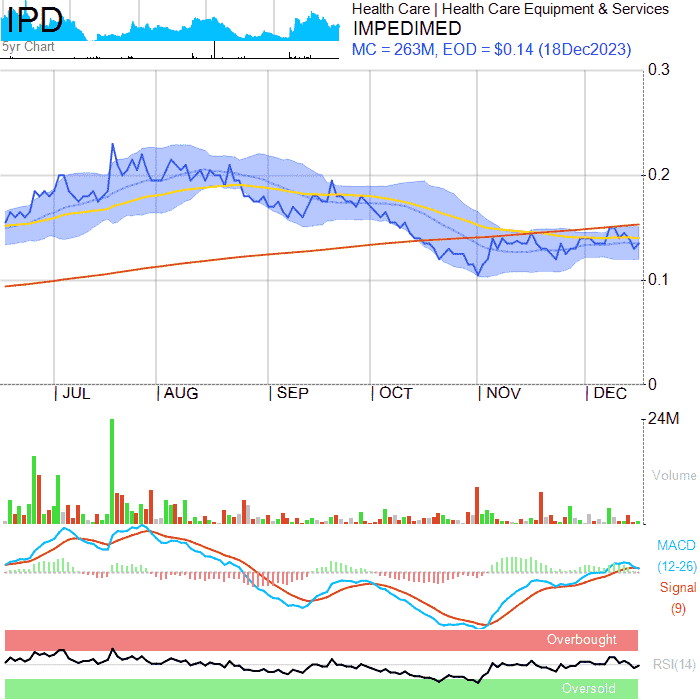 IPD
5yr Chart
Health Care | Health Care Equipment & Services
IMPEDIMED
MC = 263M, EOD = $0.14 (18Dec2023)
0.3
0.2
0.1
0
| JUL | AUG | SEP | OCT | NOV | DEC
24M
Volume
MACD
(12-26)
Signal
(9)
Overbought
RSI(14)
Oversold